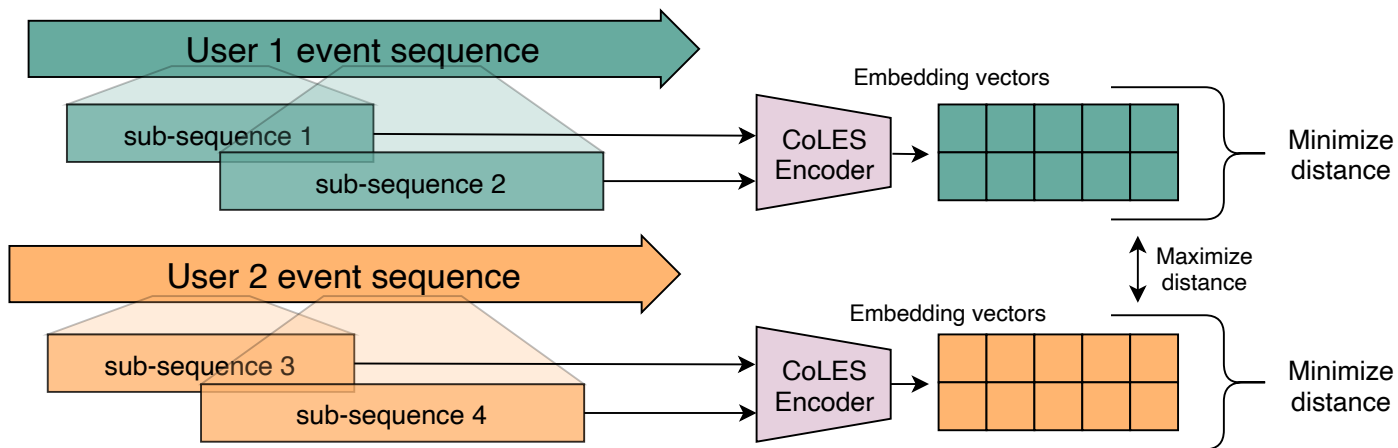 User 1 event sequence
Embedding vectors
sub-sequence 1
CoLES
Encoder
Minimize
distance
sub-sequence 2
Maximize
distance
User 2 event sequence
Embedding vectors
sub-sequence 3
CoLES
Encoder
Minimize
distance
sub-sequence 4